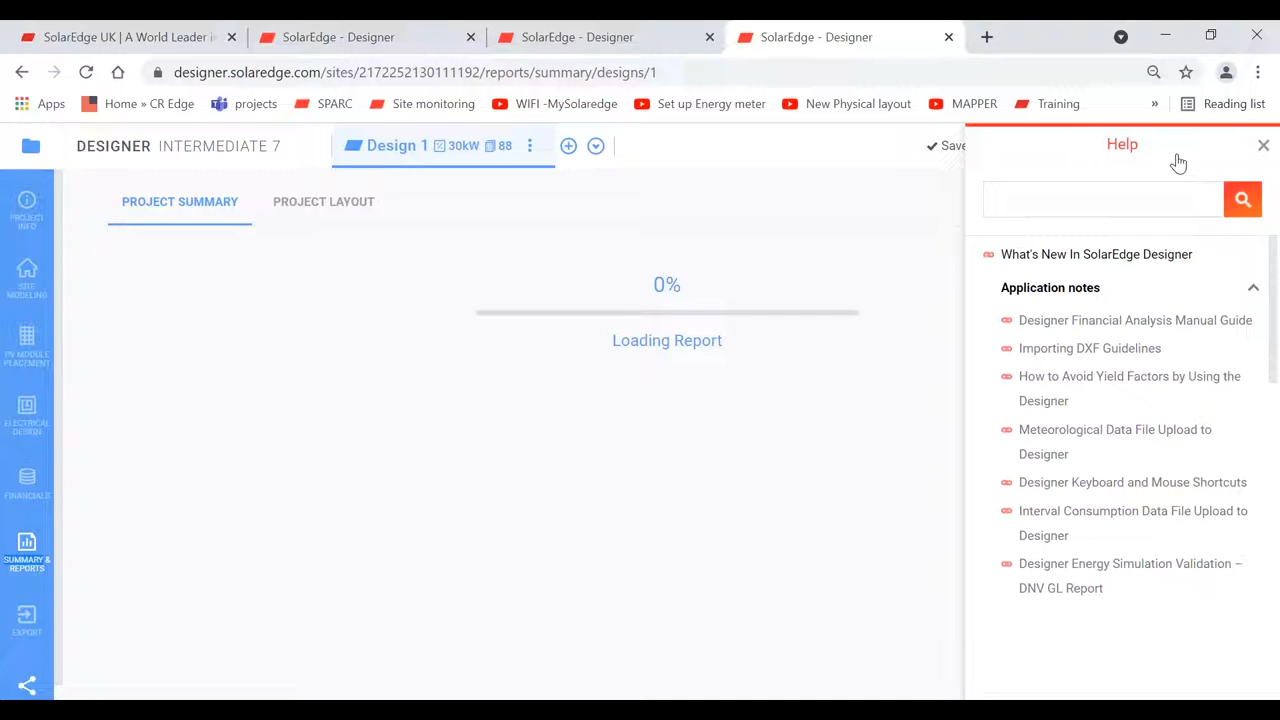 SolarEdge UK | A World Leader i
SolarEdge - Designer
SolarEdge - Designer
SolarEdge - Designer
designer.solaredge.com/sites/2172252130111192/reports/summary/designs/1
Apps
Home » CR Edge
projects
SPARC
Site monitoring
WIFI -MySolaredge
Set up Energy meter
New Physical layout
MAPPER
Training
»
Reading list
DESIGNER INTERMEDIATE 7
Design 1 30kW 88
Save
Help
PROJECT INFO
SITE MODELING
PV MODULE PLACEMENT
ELECTRICAL DESIGN
FINANCIALS
SUMMARY & REPORTS
EXPORT
PROJECT SUMMARY
PROJECT LAYOUT
0%
Loading Report
What's New In SolarEdge Designer
Application notes
Designer Financial Analysis Manual Guide
Importing DXF Guidelines
How to Avoid Yield Factors by Using the
Designer
Meteorological Data File Upload to
Designer
Designer Keyboard and Mouse Shortcuts
Interval Consumption Data File Upload to
Designer
Designer Energy Simulation Validation –
DNV GL Report